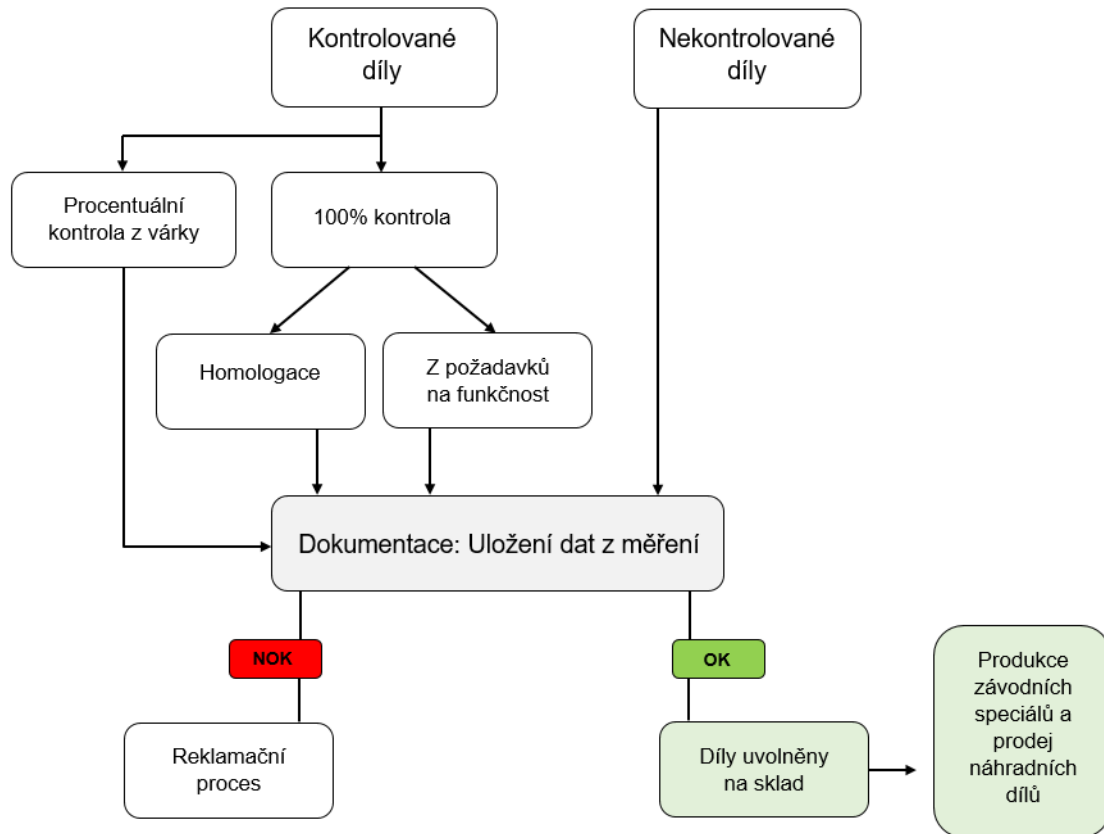 Kontrolované
díly
Nekontrolované
díly
Procentuální
kontrola z várky
100% kontrola
Homologace
Z požadavků
na funkčnost
Dokumentace: Uložení dat z měření
NOK
OK
Reklamační
proces
Díly uvolněny
na sklad
Produkce
závodních
speciálů a
prodej
náhradních
dílů